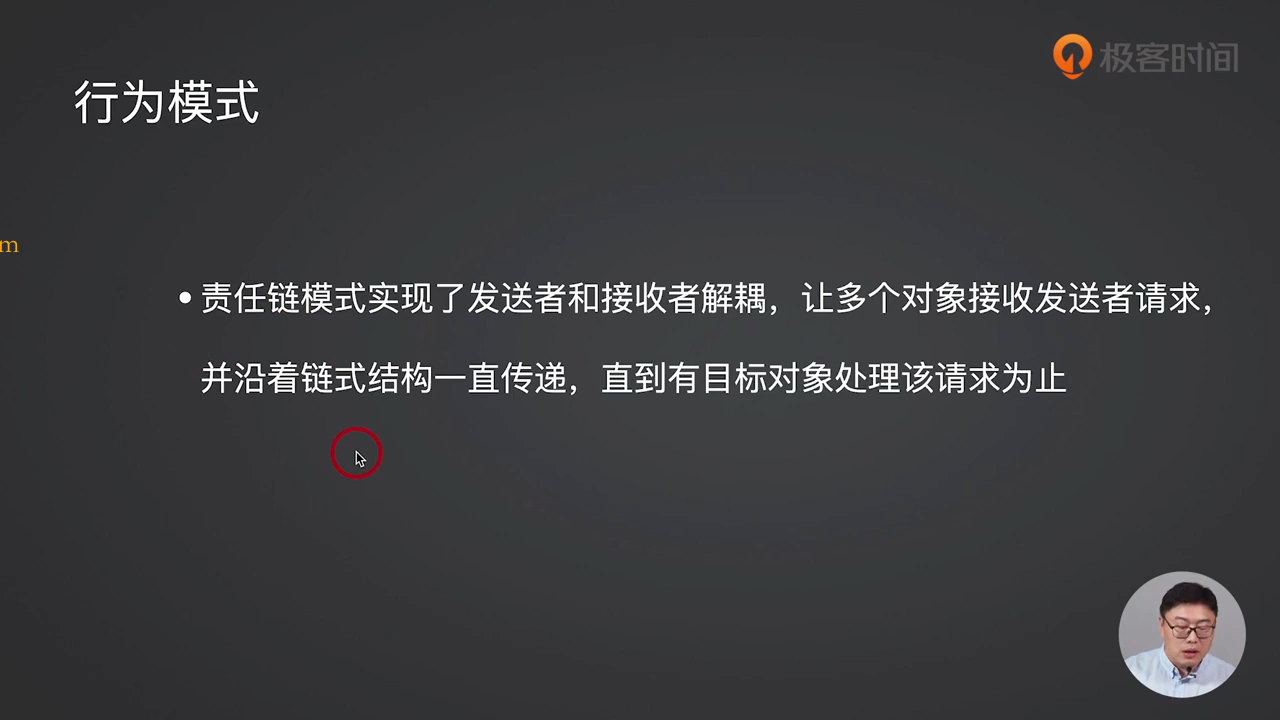 极客时间
行为模式
m
• 责任链模式实现了发送者和接收者解耦，让多个对象接收发送者请求，
并沿着链式结构一直传递，直到有目标对象处理该请求为止